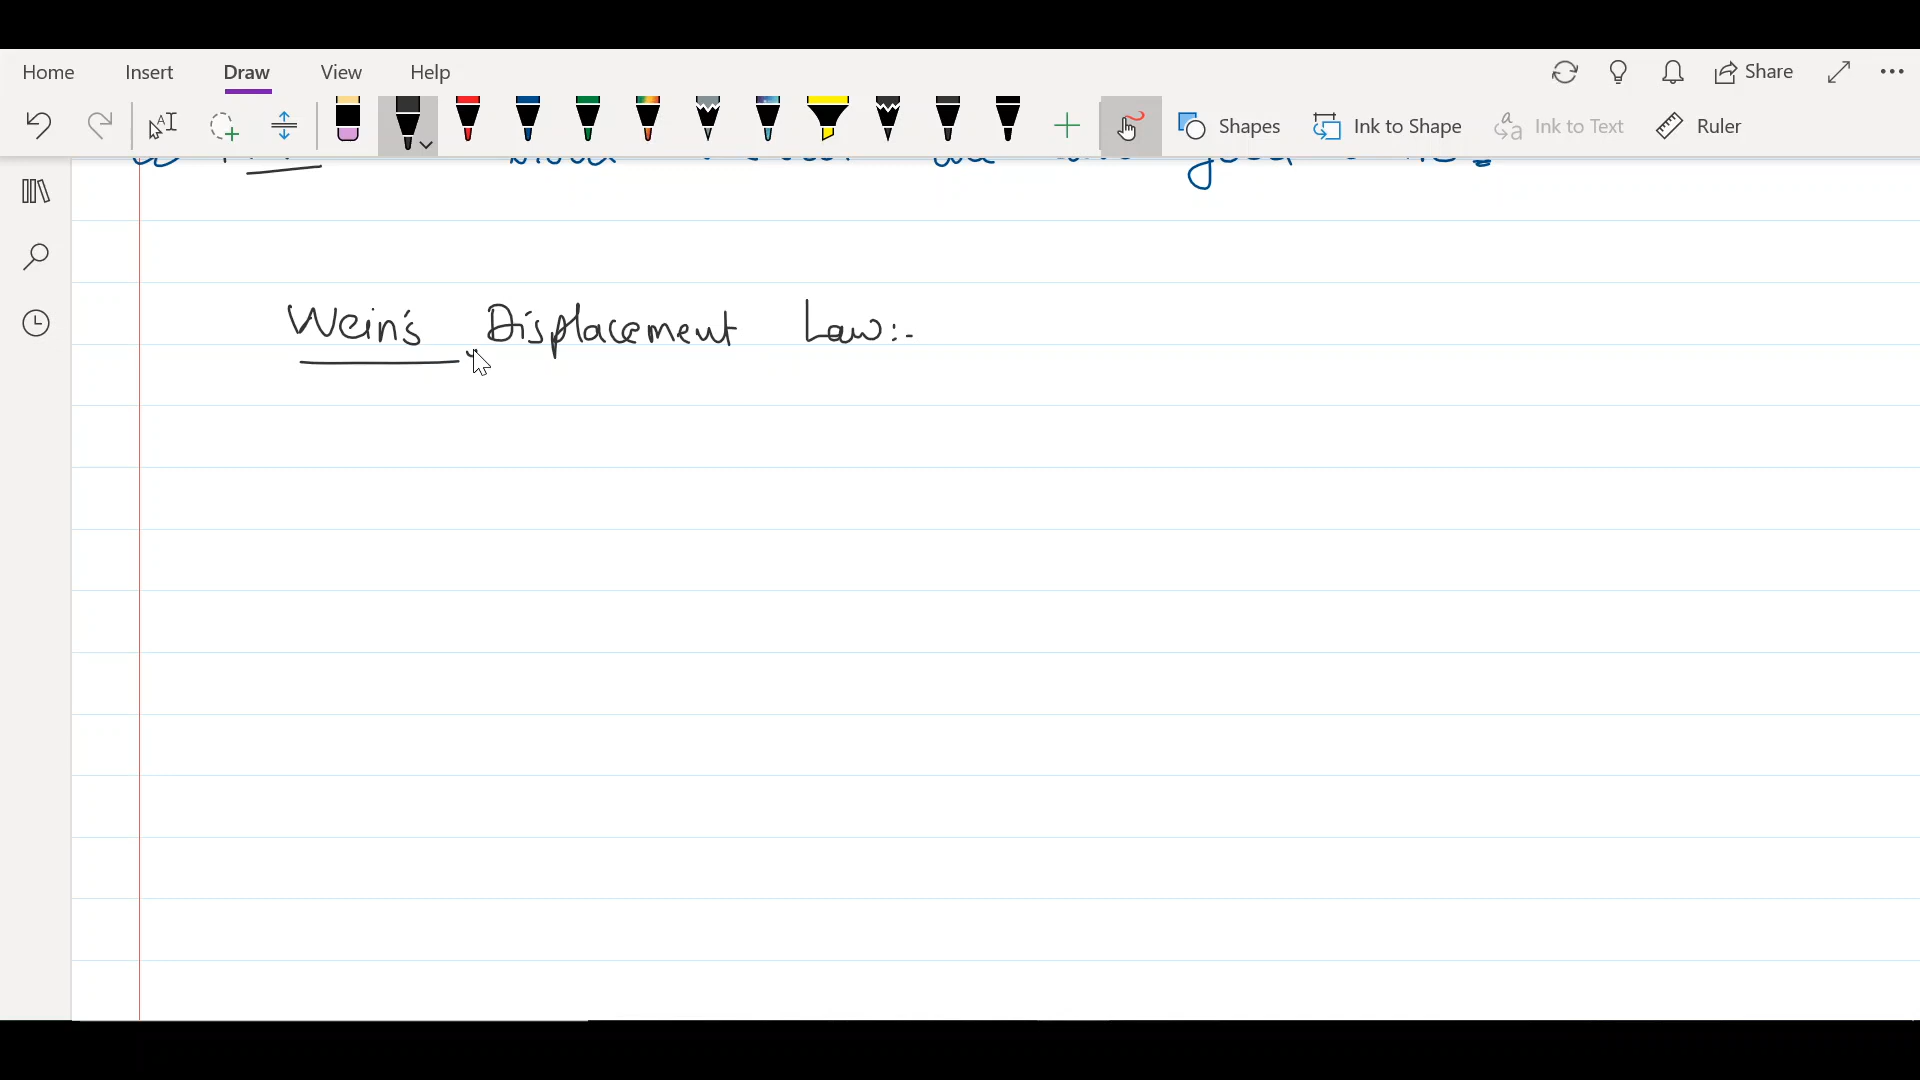 Home Insert Draw View Help Share
Shapes Ink to Shape Ink to Text Ruler
Wein's Displacement Law:-